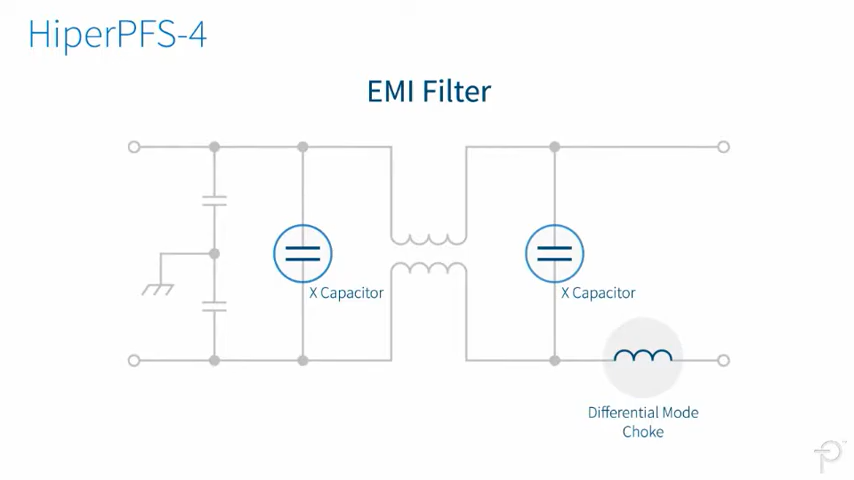 HiperPFS-4
EMI Filter
X Capacitor
X Capacitor
Differential Mode
Choke